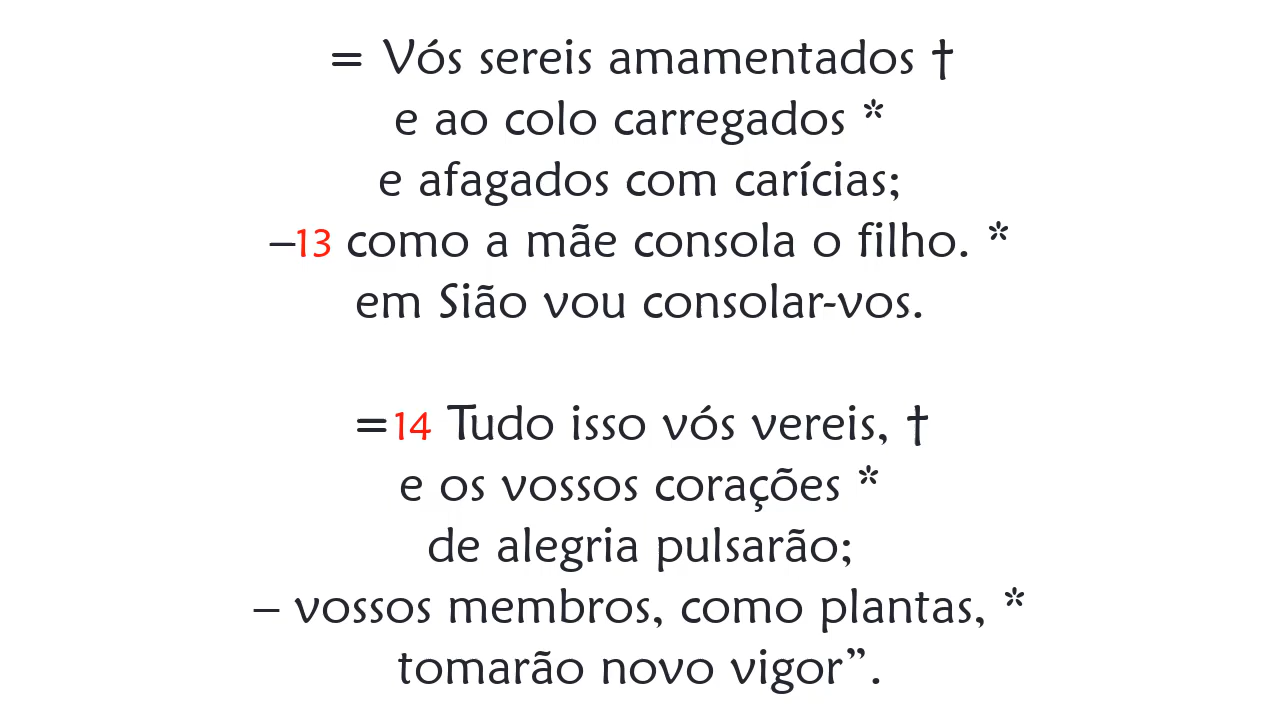 = Vós sereis amamentados †
e ao colo carregados *
e afagados com carícias;
–13 como a mãe consola o filho. *
em Sião vou consolar-vos.
=14 Tudo isso vós vereis, †
e os vossos corações *
de alegria pulsarão;
– vossos membros, como plantas, *
tomarão novo vigor”.